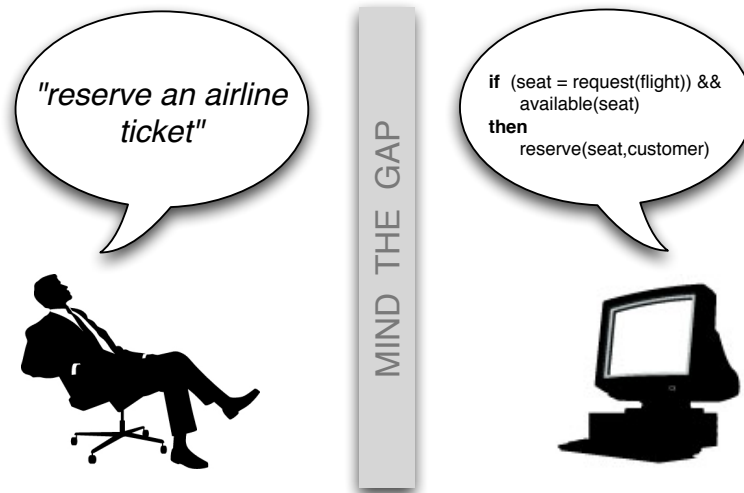 "reserve an airline
ticket"
MIND THE GAP
if (seat = request(flight)) &&
available(seat)
then
reserve(seat,customer)